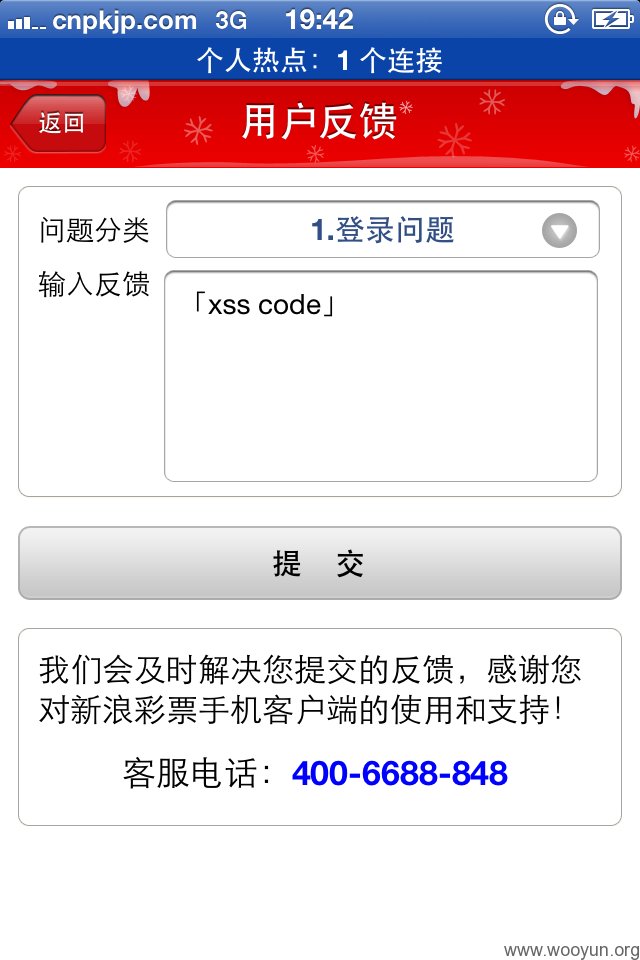 cnpkjp.com 3G 19:42
个人热点：1 个连接
返回 用户反馈
问题分类 1.登录问题
输入反馈 「xss code」
提 交
我们会及时解决您提交的反馈，感谢您
对新浪彩票手机客户端的使用和支持！
客服电话：400-6688-848
www.wooyun.org